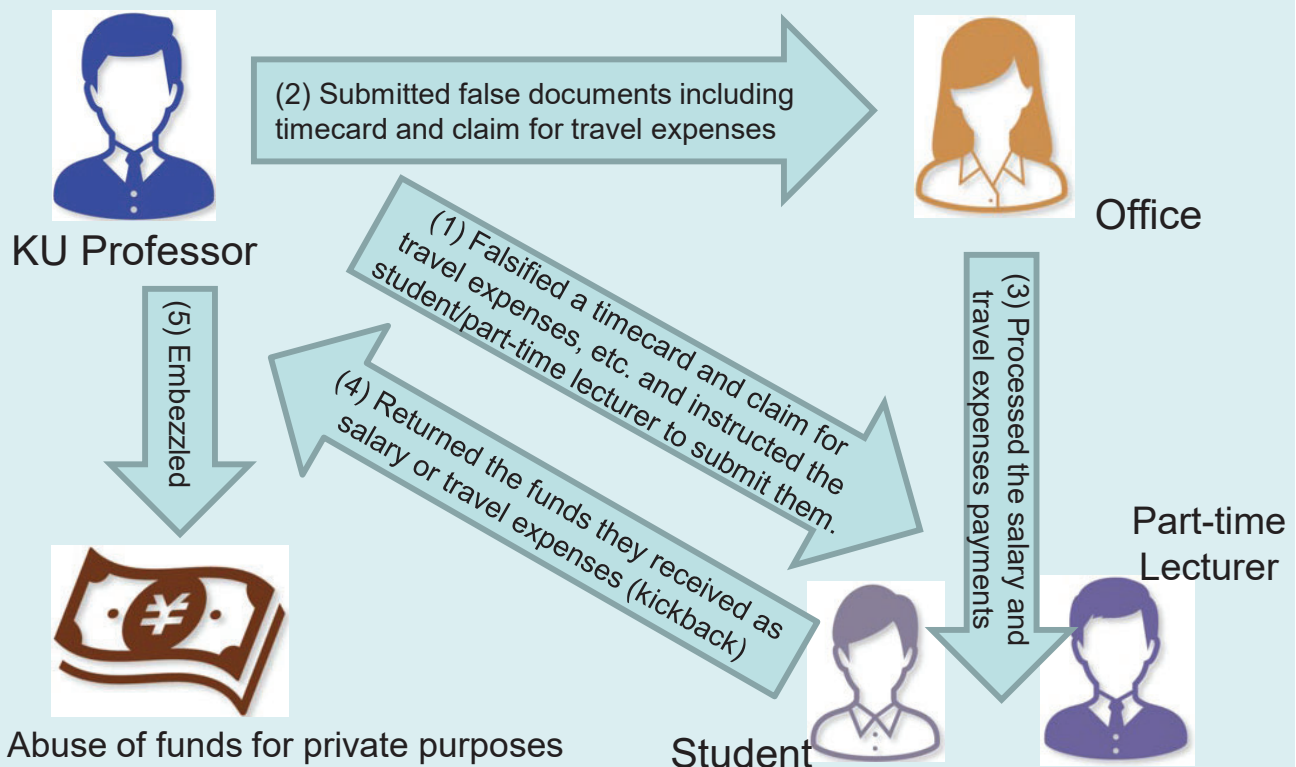 (2) Submitted false documents including
timecard and claim for travel expenses
KU Professor
Office
(1) Falsified a timecard and claim for
travel expenses, etc. and instructed the
student/part-time lecturer to submit them.
(3) Processed the salary and
travel expenses payments
(4) Returned the funds they received as
salary or travel expenses (kickback)
(5) Embezzled
¥
Part-time
Lecturer
Abuse of funds for private purposes
Student